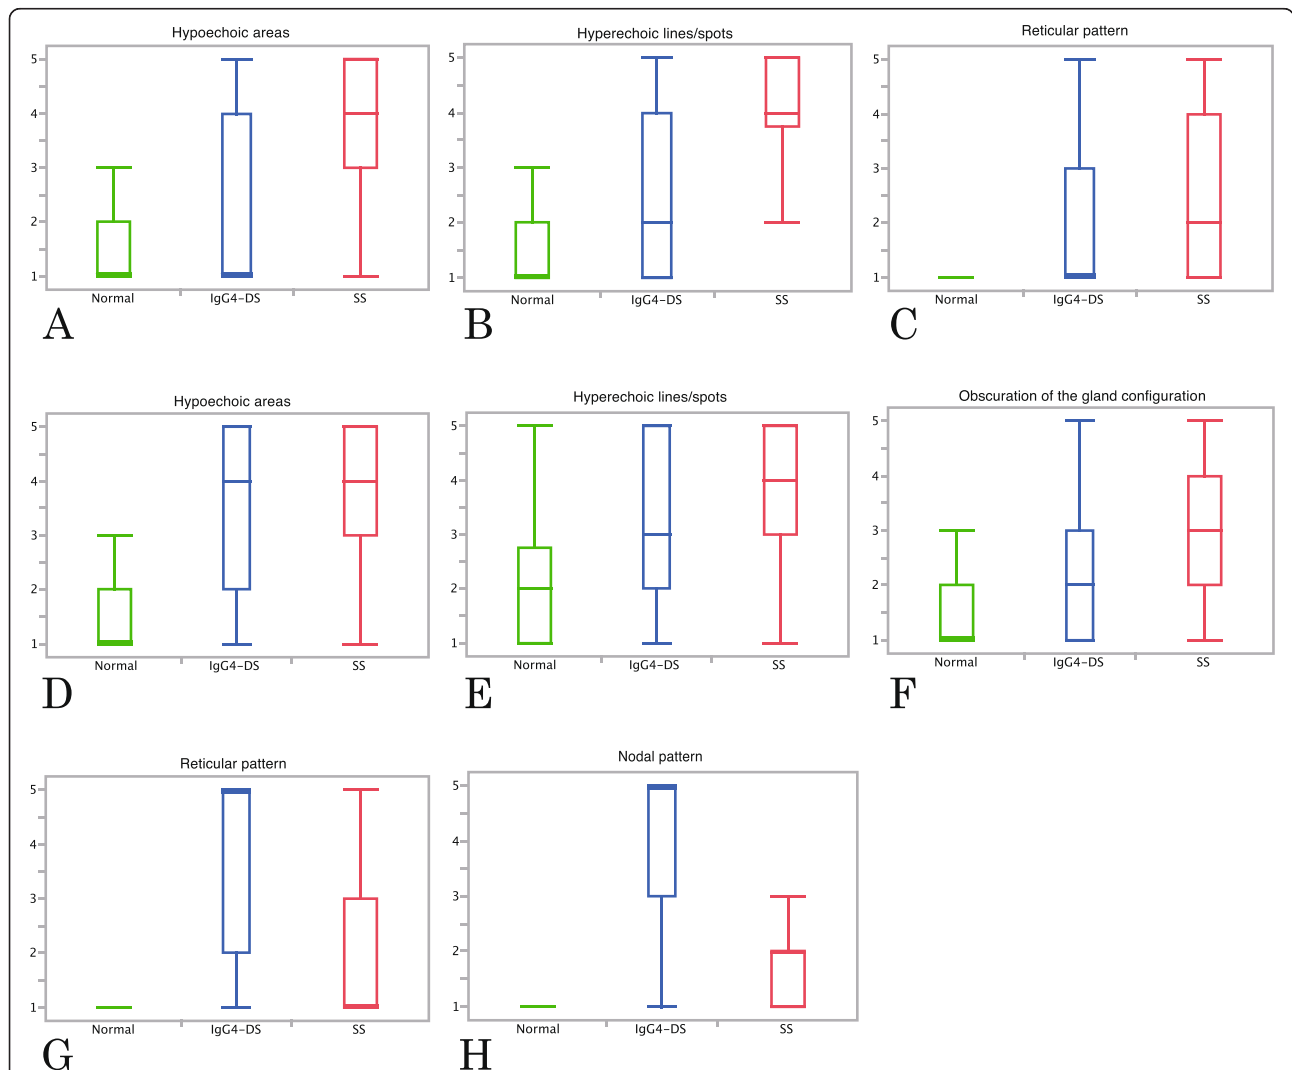 Hypoechoic areas
5
4
3
2
1
Normal IgG4-DS SS
A
Hyperechoic lines/spots
5
4
3
2
1
Normal IgG4-DS SS
B
Reticular pattern
5
4
3
2
1
Normal IgG4-DS SS
C
Hypoechoic areas
5
4
3
2
1
Normal IgG4-DS SS
D
Hyperechoic lines/spots
5
4
3
2
1
Normal IgG4-DS SS
E
Obscuration of the gland configuration
5
4
3
2
1
Normal IgG4-DS SS
F
Reticular pattern
5
4
3
2
1
Normal IgG4-DS SS
G
Nodal pattern
5
4
3
2
1
Normal IgG4-DS SS
H